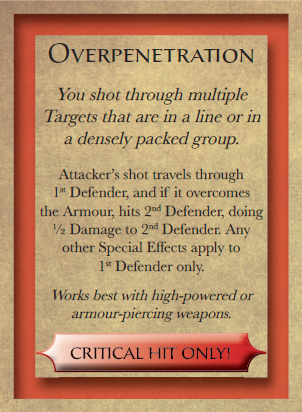 OVERPENETRATION
You shot through multiple
Targets that are in a line or in
a densely packed group.
Attacker's shot travels through
1st Defender, and if it overcomes
the Armour, hits 2nd Defender, doing
½ Damage to 2nd Defender. Any
other Special Effects apply to
1st Defender only.
Works best with high-powered or
armour-piercing weapons.
CRITICAL HIT ONLY!